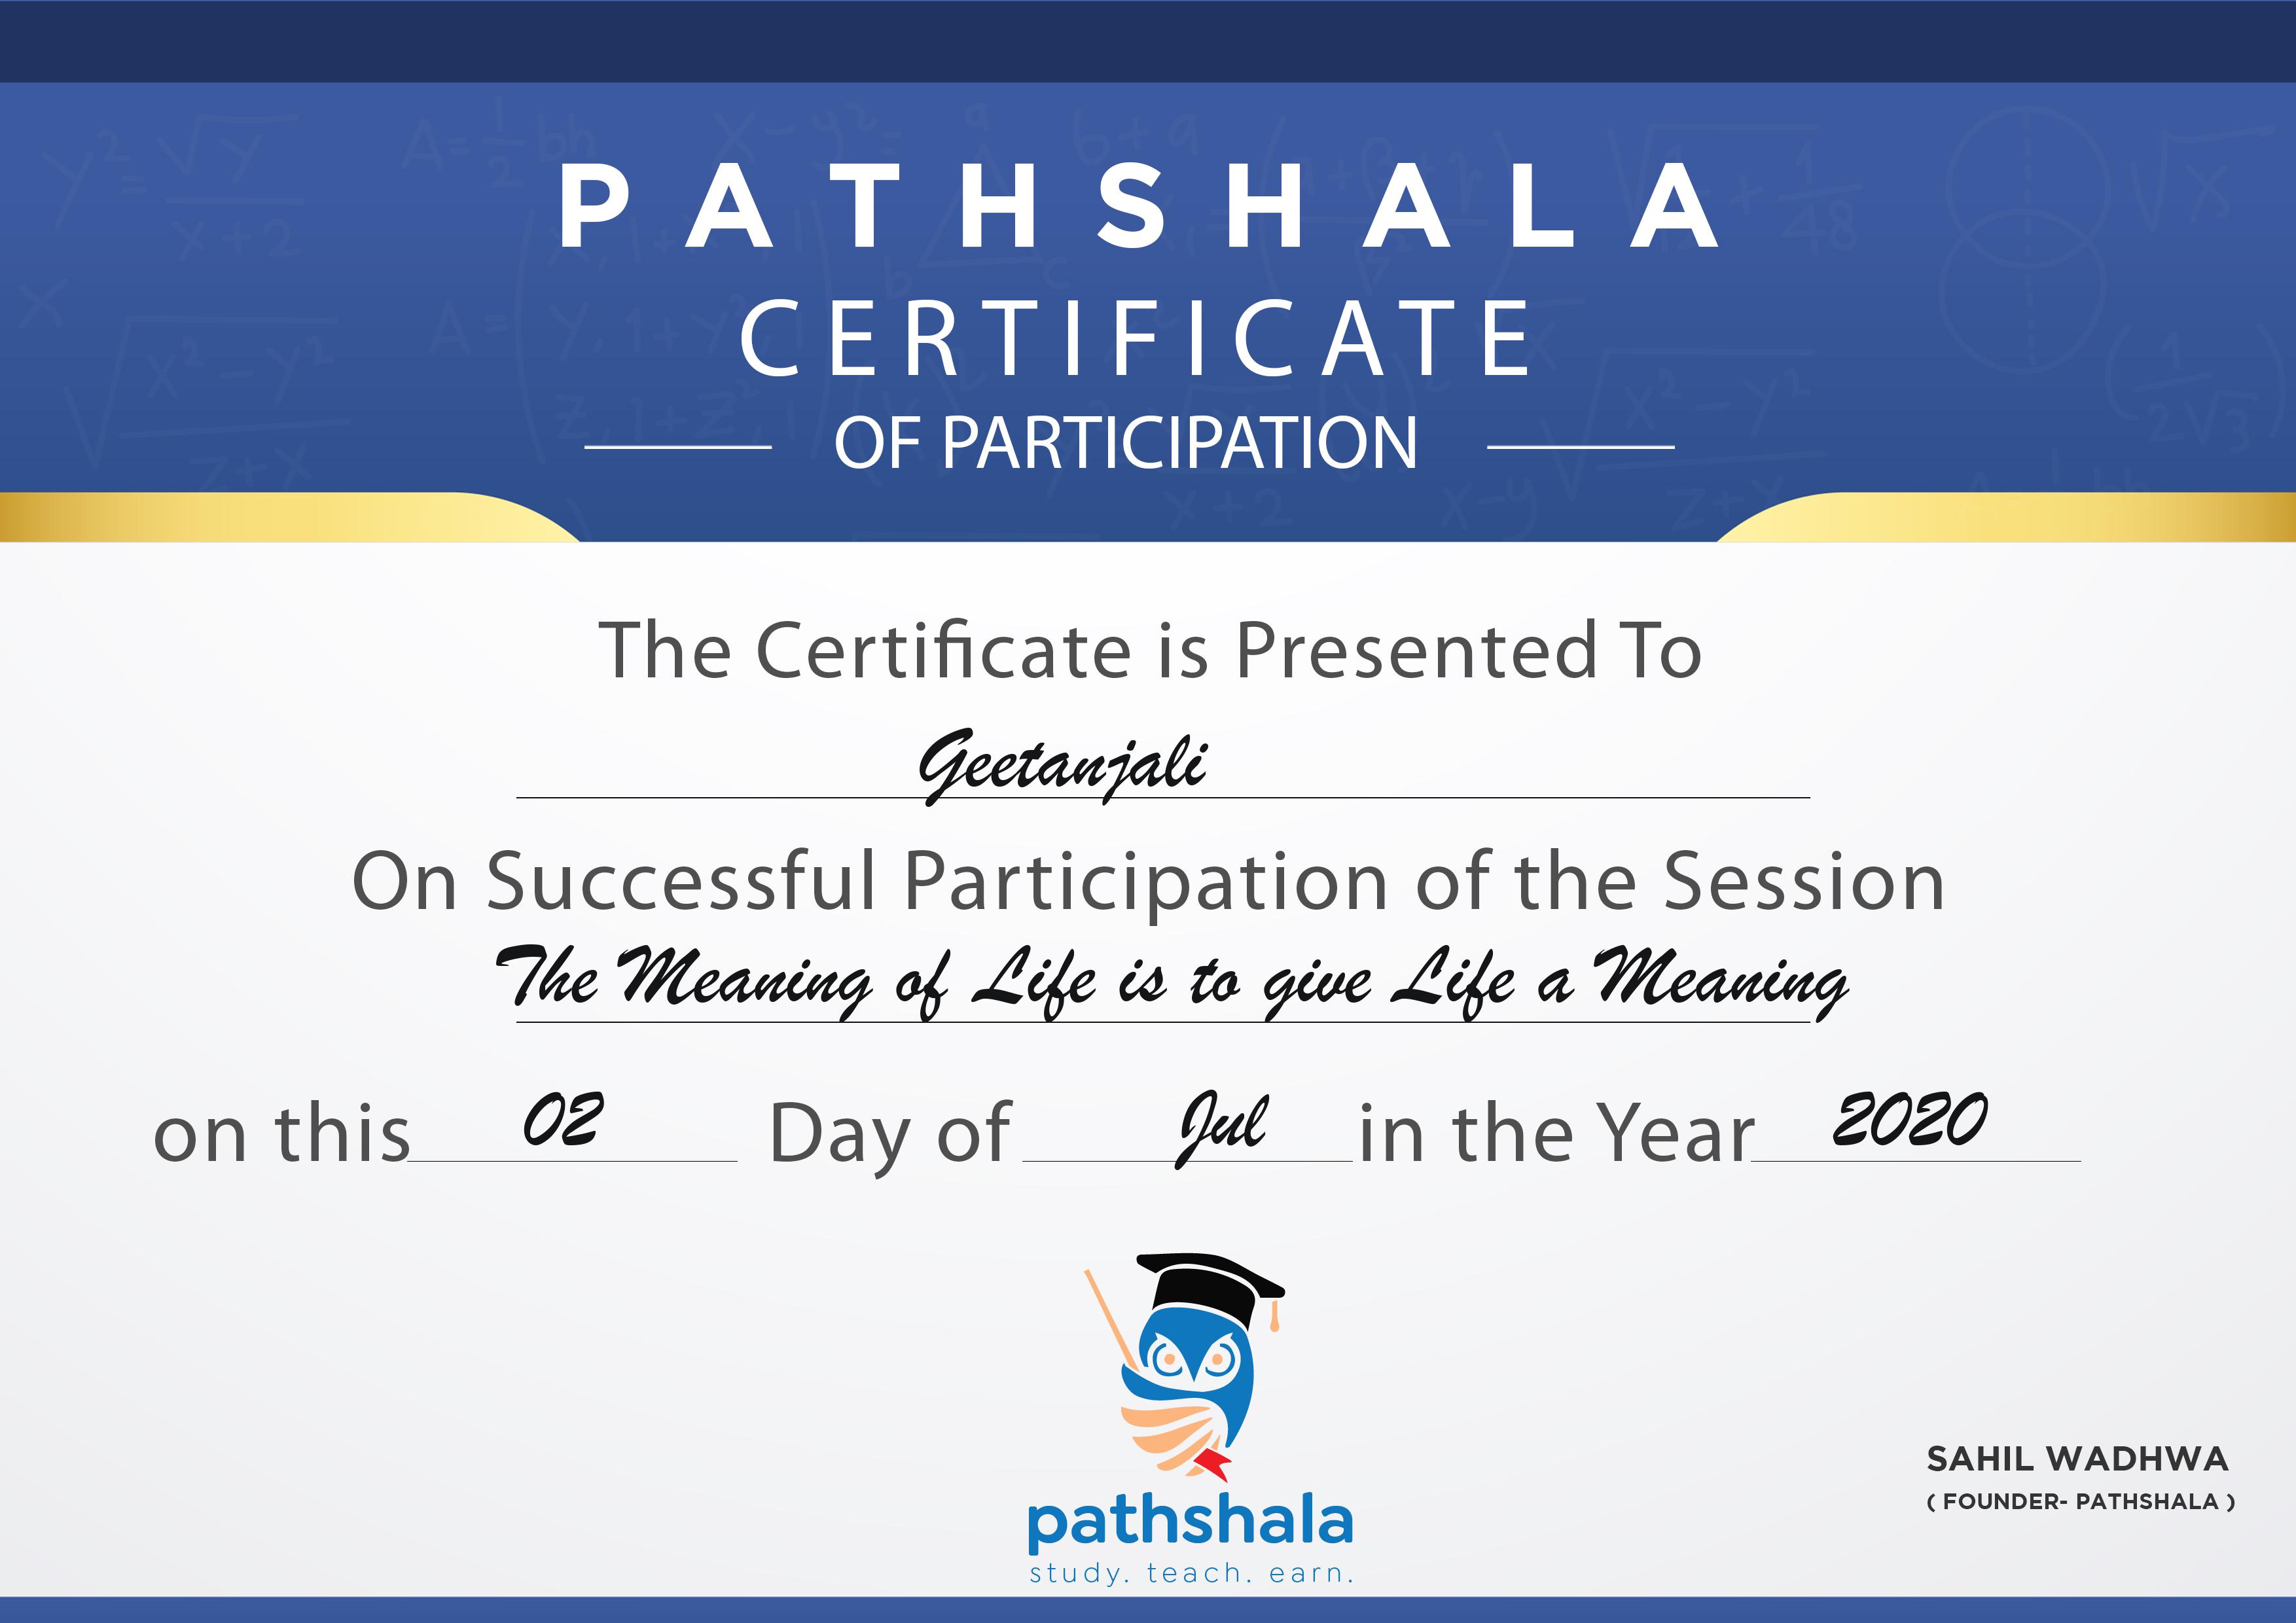 PATHSHALA
CERTIFICATE
OF PARTICIPATION
The Certificate is Presented To
Geetanjali
On Successful Participation of the Session
The Meaning of Life is to give Life a Meaning
on this 02 Day of Jul in the Year 2020
pathshala
study. teach. earn.
SAHIL WADHWA
( FOUNDER- PATHSHALA )